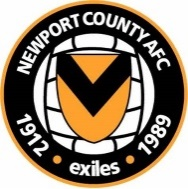 NEWPORT COUNTY AFC
1912 · exiles · 1989